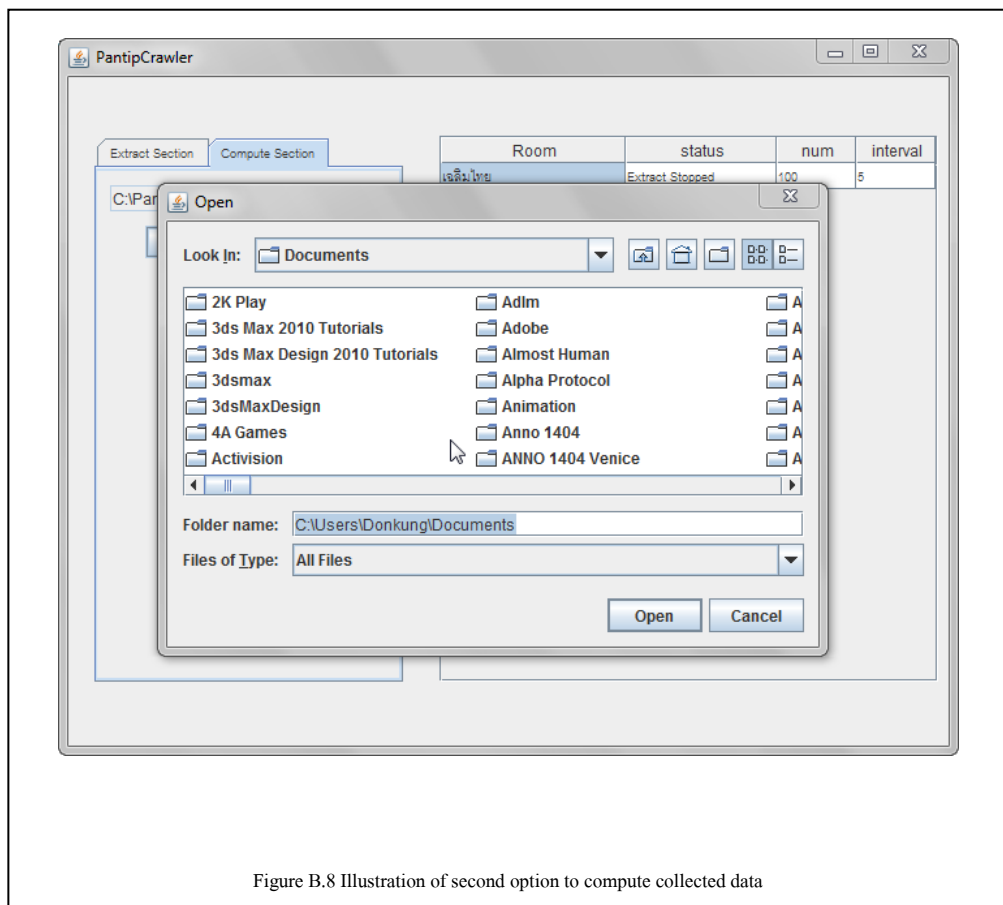 PantipCrawler
Extract Section
Compute Section
Room
status
num
interval
เฉลิมไทย
Extract Stopped
100
5
Open
Look In:
Documents
2K Play
3ds Max 2010 Tutorials
3ds Max Design 2010 Tutorials
3dsmax
3dsMaxDesign
4A Games
Activision
Adlm
Adobe
Almost Human
Alpha Protocol
Animation
Anno 1404
ANNO 1404 Venice
A
A
A
A
A
A
A
Folder name:
C:\Users\Donkung\Documents
Files of Type:
All Files
Open
Cancel
Figure B.8 Illustration of second option to compute collected data